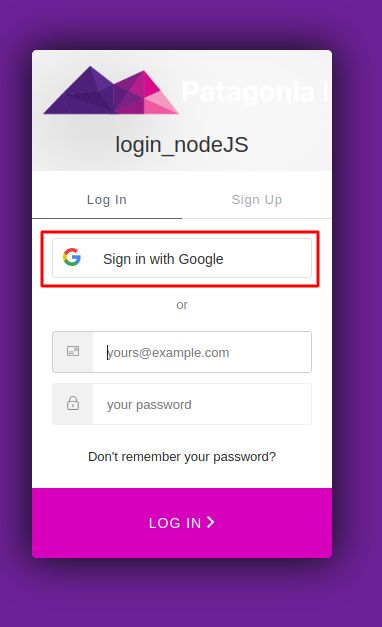 Patagonia
login_nodeJS
Log In
Sign Up
Sign in with Google
or
yours@example.com
your password
Don't remember your password?
LOG IN